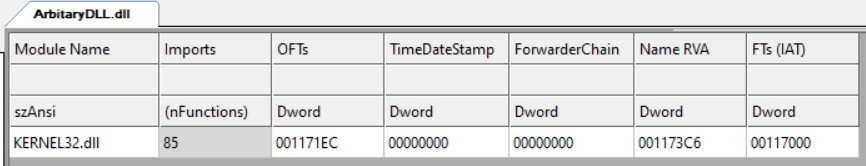 ArbitaryDLL.dll
Module Name Imports OFTs TimeDateStamp ForwarderChain Name RVA FTs (IAT)
szAnsi (nFunctions) Dword Dword Dword Dword Dword
KERNEL32.dll 85 001171EC 00000000 00000000 001173C6 00117000